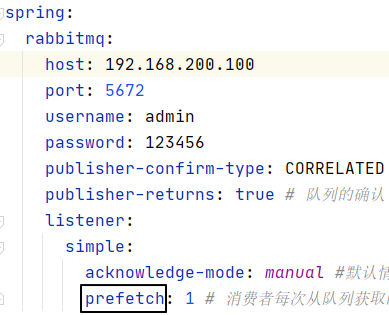 spring:
rabbitmq:
host: 192.168.200.100
port: 5672
username: admin
password: 123456
publisher-confirm-type: CORRELATED
publisher-returns: true # 队列的确认
listener:
simple:
acknowledge-mode: manual #默认情
prefetch: 1 # 消费者每次从队列获取